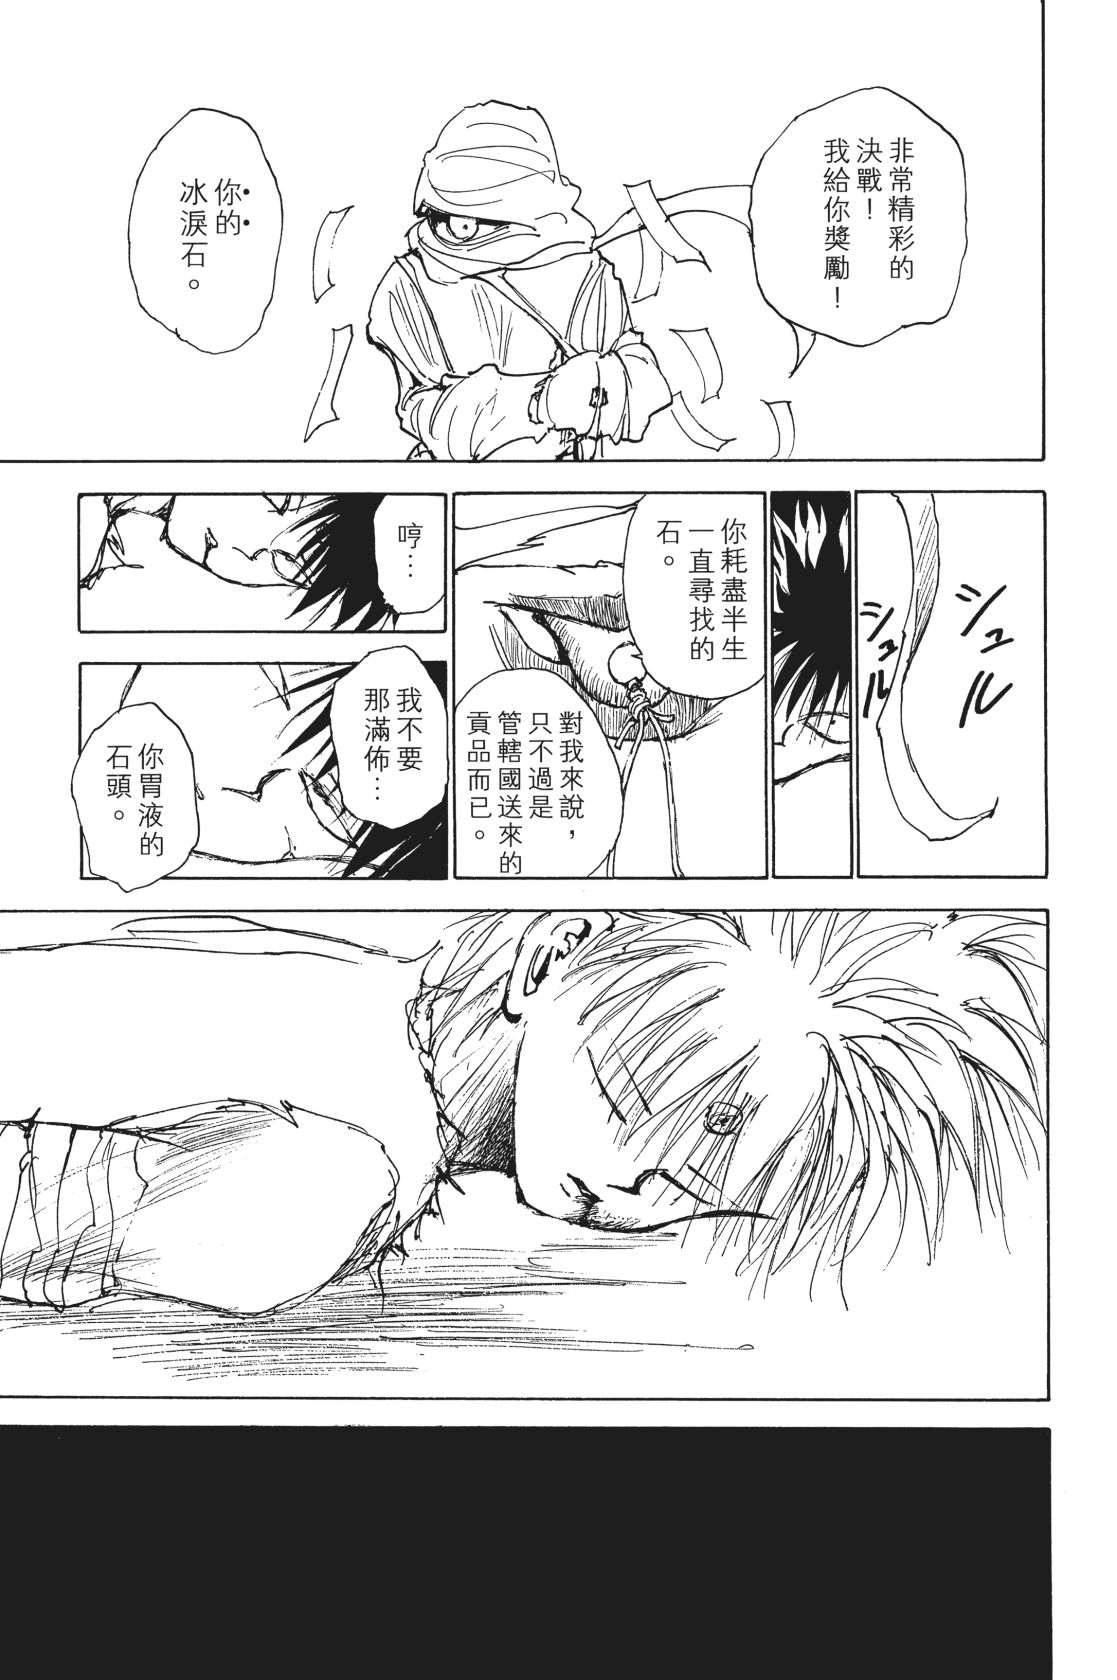 非常精彩的
決戰！
我給你獎勵！
你的
冰淚石。
シュル
シュル
你耗盡半生
一直尋找的
石。
對我來說，
只不過是
管轄國送來的
貢品而已。
哼…
我不要
那滿佈…
你胃液的
石頭。